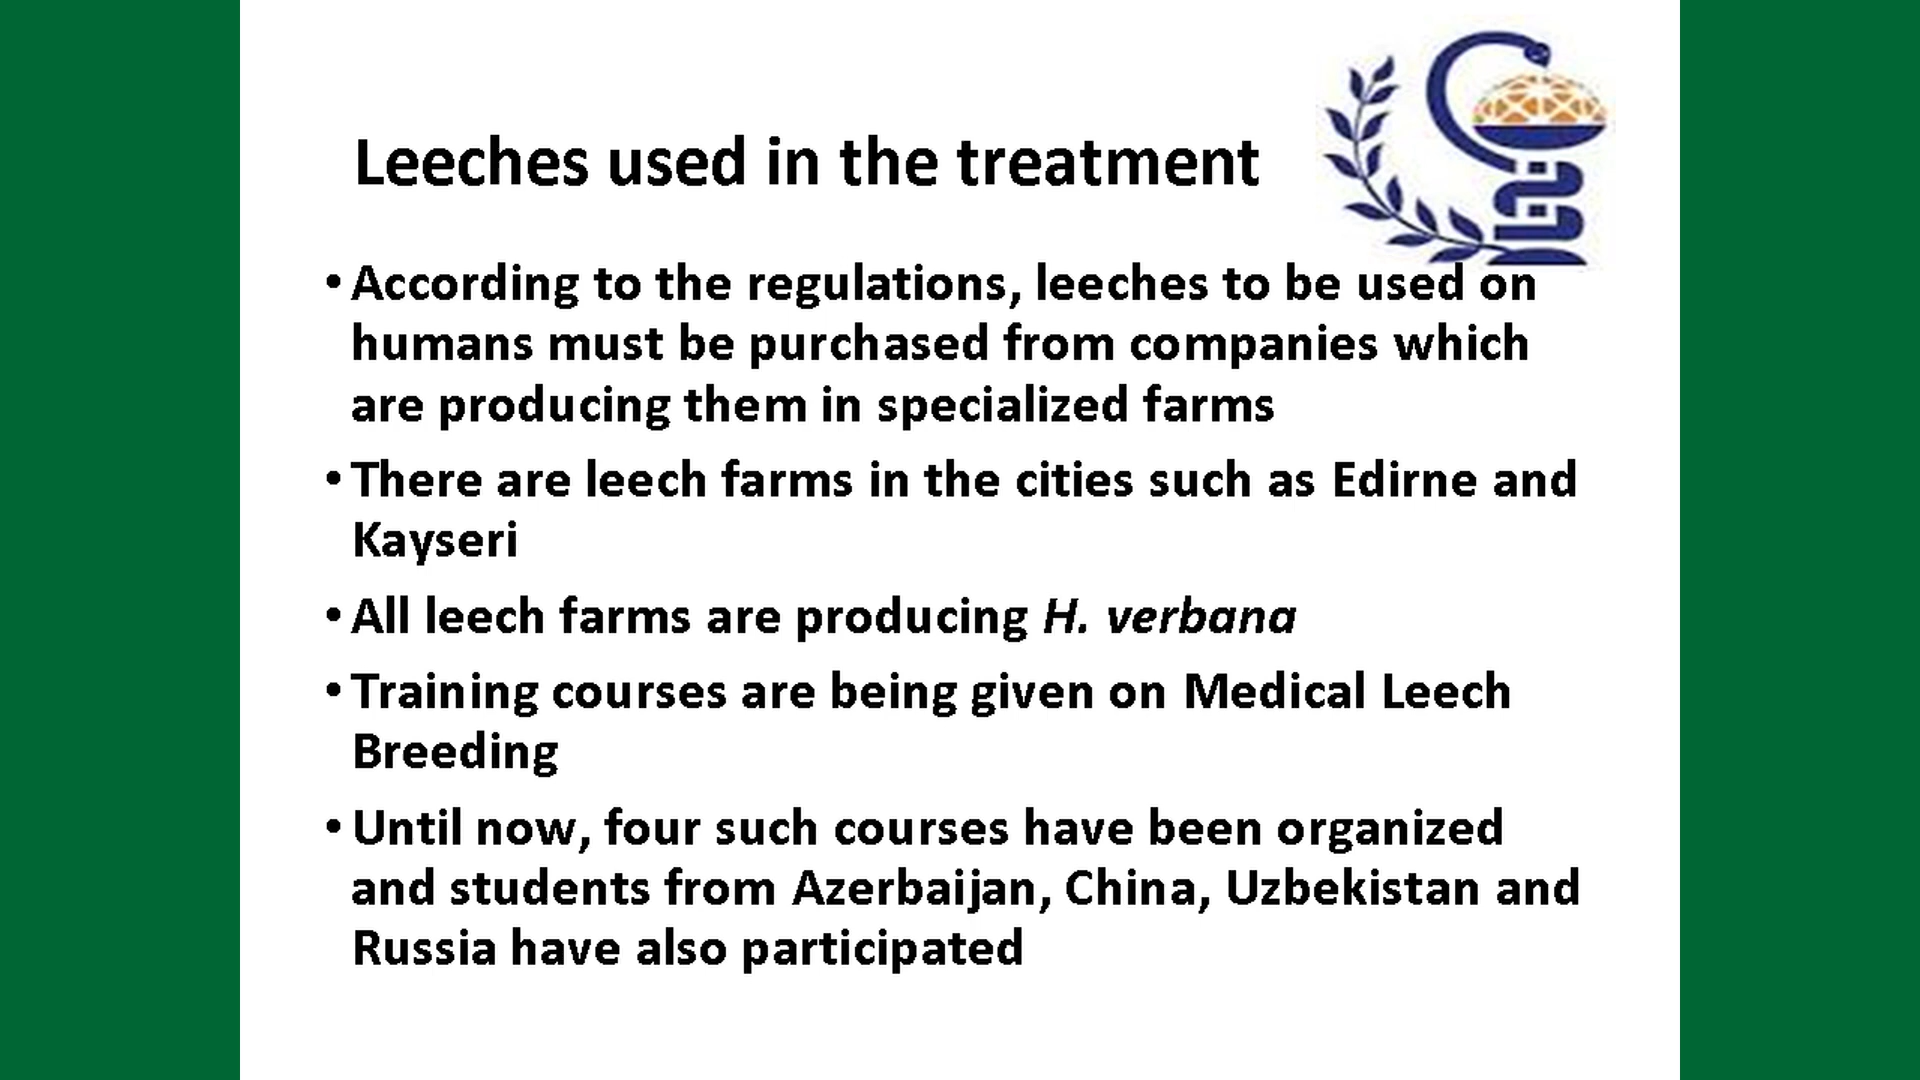 Leeches used in the treatment
• According to the regulations, leeches to be used on
humans must be purchased from companies which
are producing them in specialized farms
• There are leech farms in the cities such as Edirne and
Kayseri
• All leech farms are producing H. verbana
• Training courses are being given on Medical Leech
Breeding
• Until now, four such courses have been organized
and students from Azerbaijan, China, Uzbekistan and
Russia have also participated